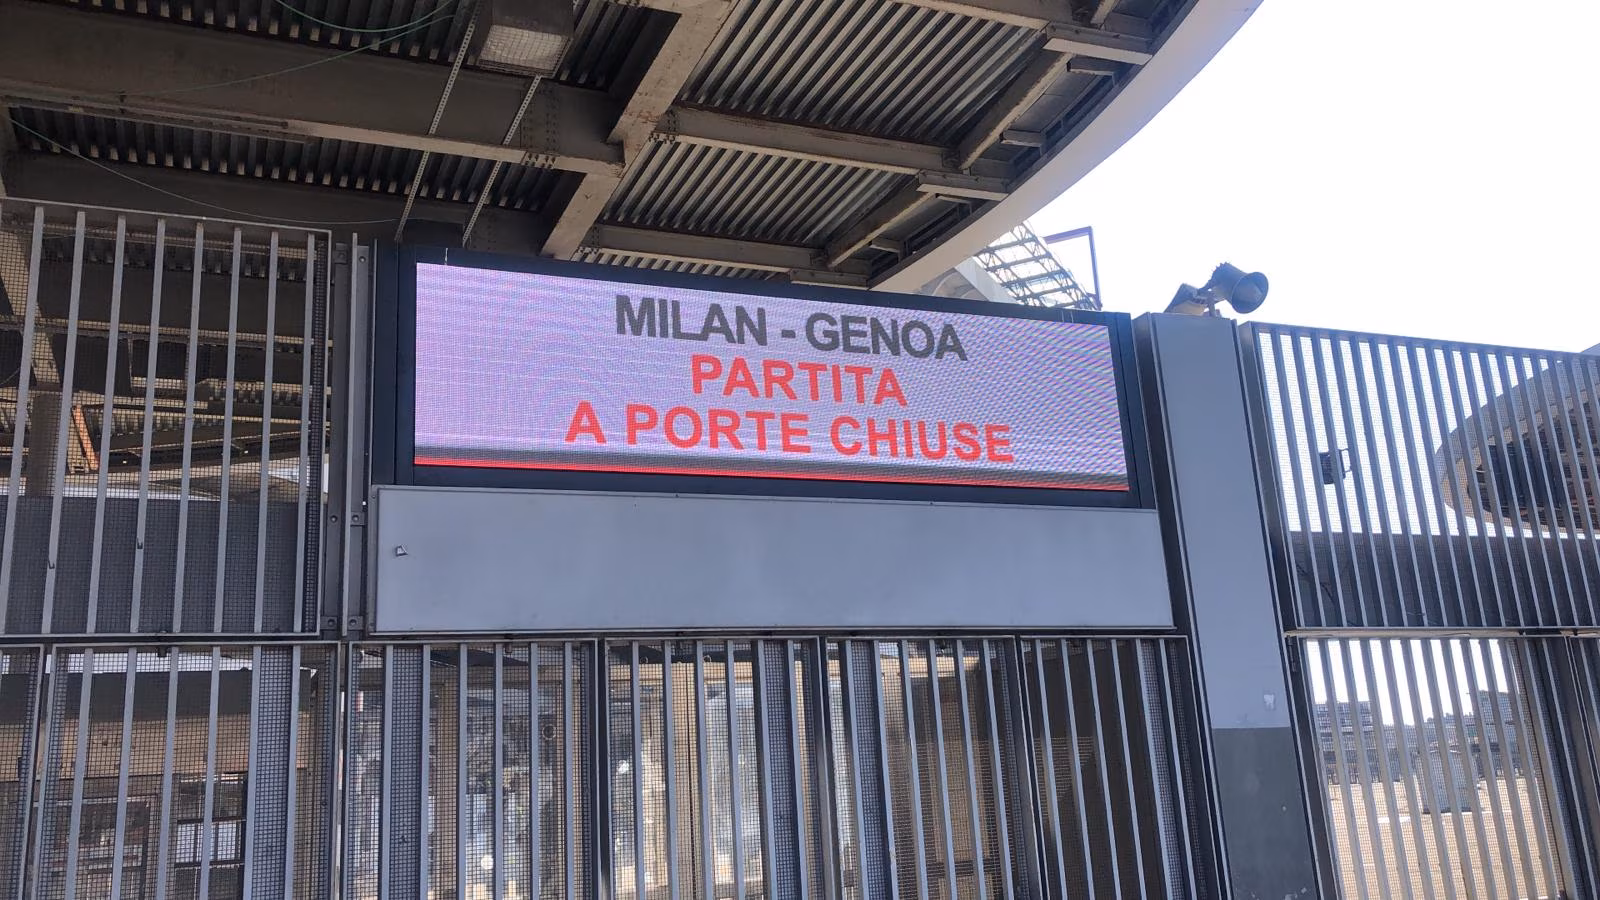 MILAN - GENOA
PARTITA
A PORTE CHIUSE